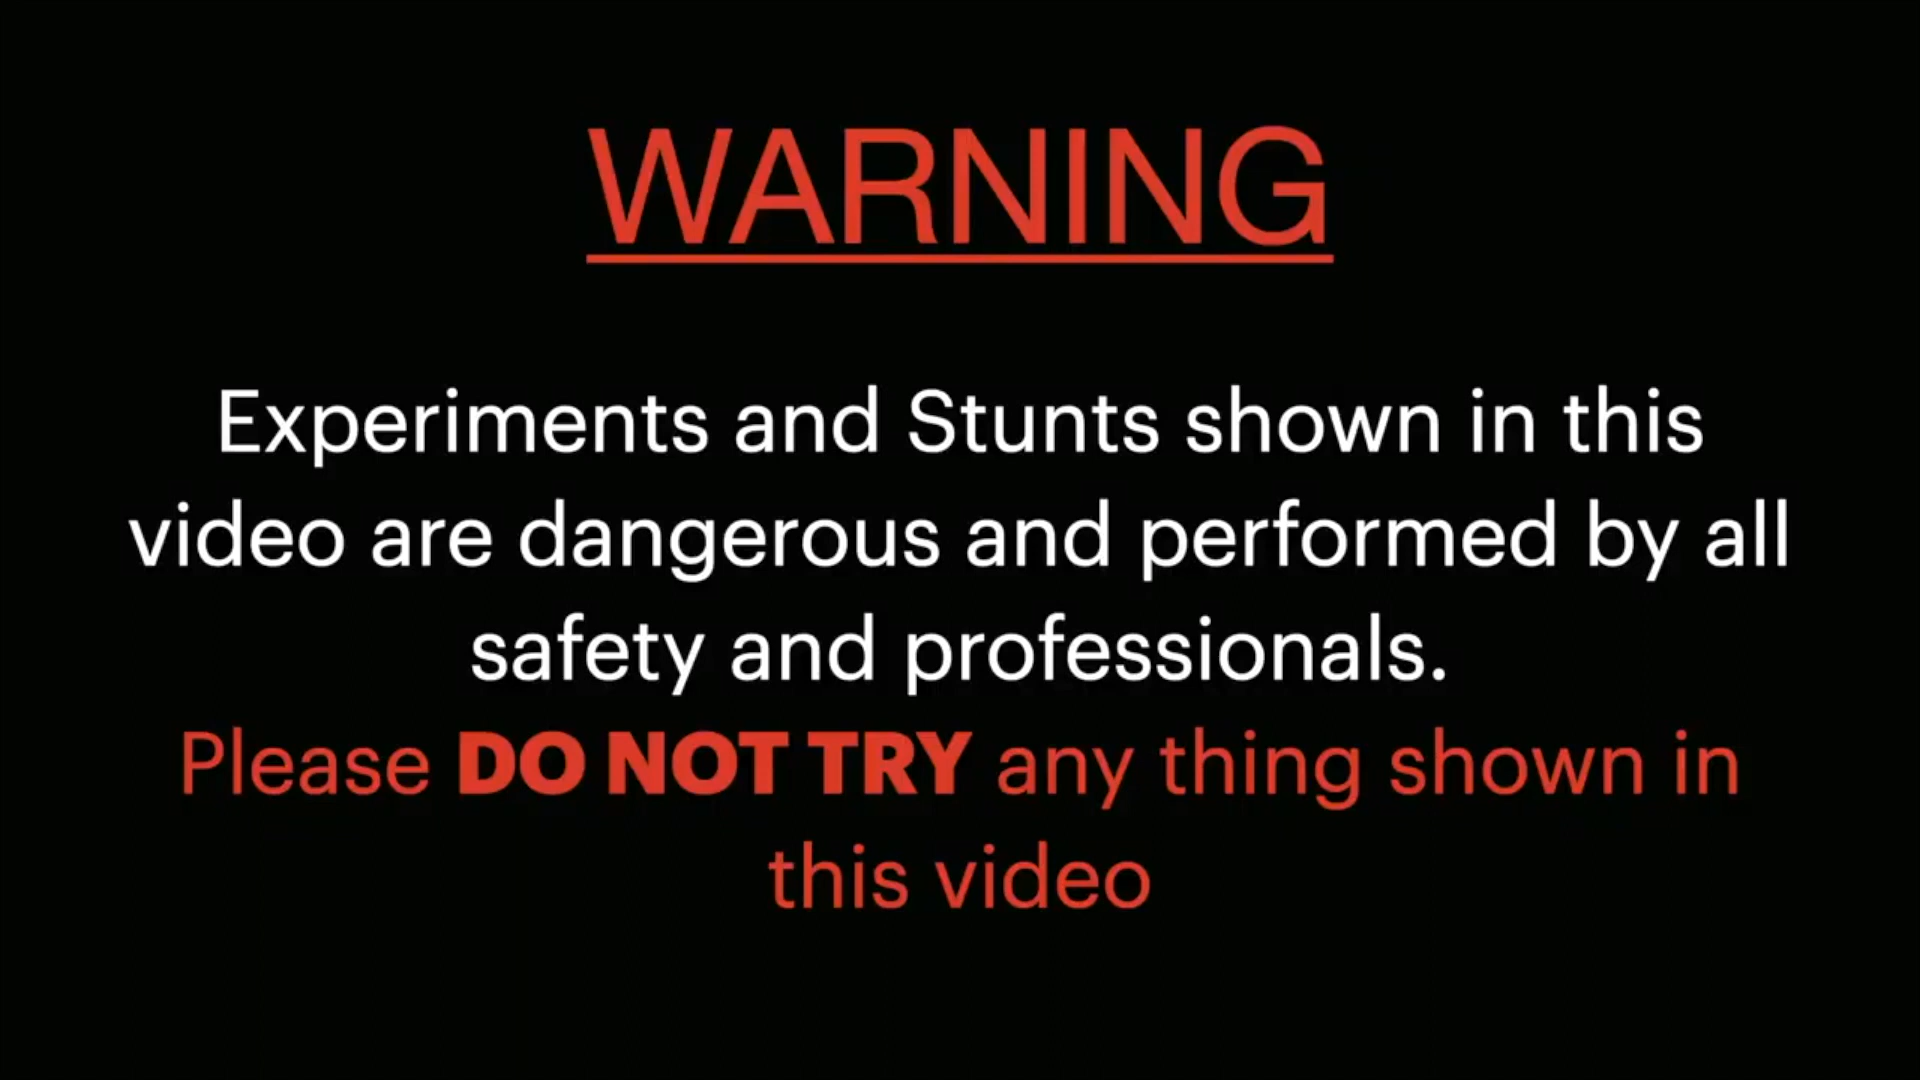 WARNING
Experiments and Stunts shown in this
video are dangerous and performed by all
safety and professionals.
Please DO NOT TRY any thing shown in
this video